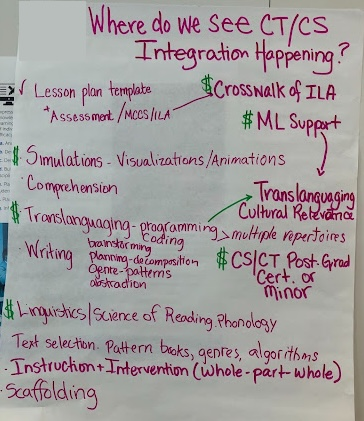 Where do we see CT/CS
Integration Happening?
✓ Lesson plan template
+Assessment/MCCS/ILA
$ Crosswalk of ILA
$ ML Support
$ Simulations - Visualizations/Animations
· Comprehension
Translanguaging
Cultural Relevance
$ Translanguaging - programming
coding
> multiple repertoires
· Writing brainstorming
planning - decomposition
genre - patterns
abstraction
$ CS/CT Post-Grad
Cert. or
Minor
$ Linguistics/Science of Reading. Phonology
Text selection. Pattern books, genres, algorithms
· Instruction + Intervention (whole-part-whole)
· Scaffolding